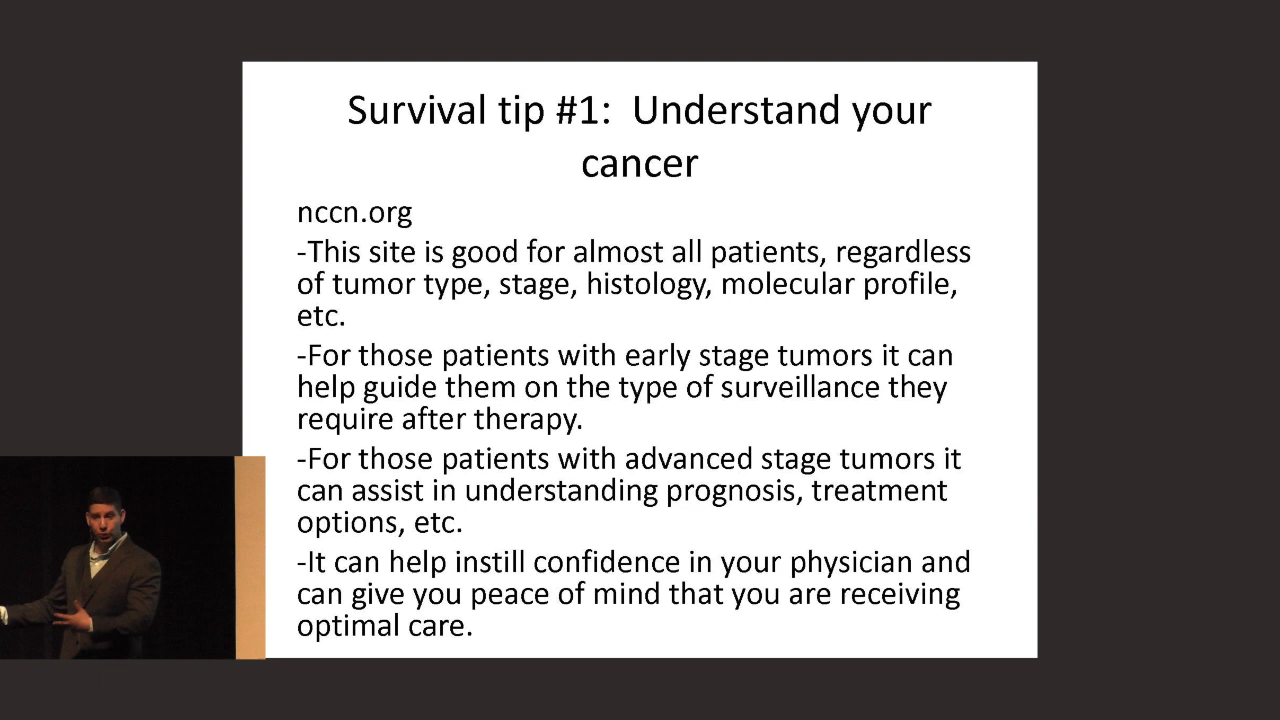 Survival tip #1:  Understand your
cancer
nccn.org
-This site is good for almost all patients, regardless
of tumor type, stage, histology, molecular profile,
etc.
-For those patients with early stage tumors it can
help guide them on the type of surveillance they
require after therapy.
-For those patients with advanced stage tumors it
can assist in understanding prognosis, treatment
options, etc.
-It can help instill confidence in your physician and
can give you peace of mind that you are receiving
optimal care.